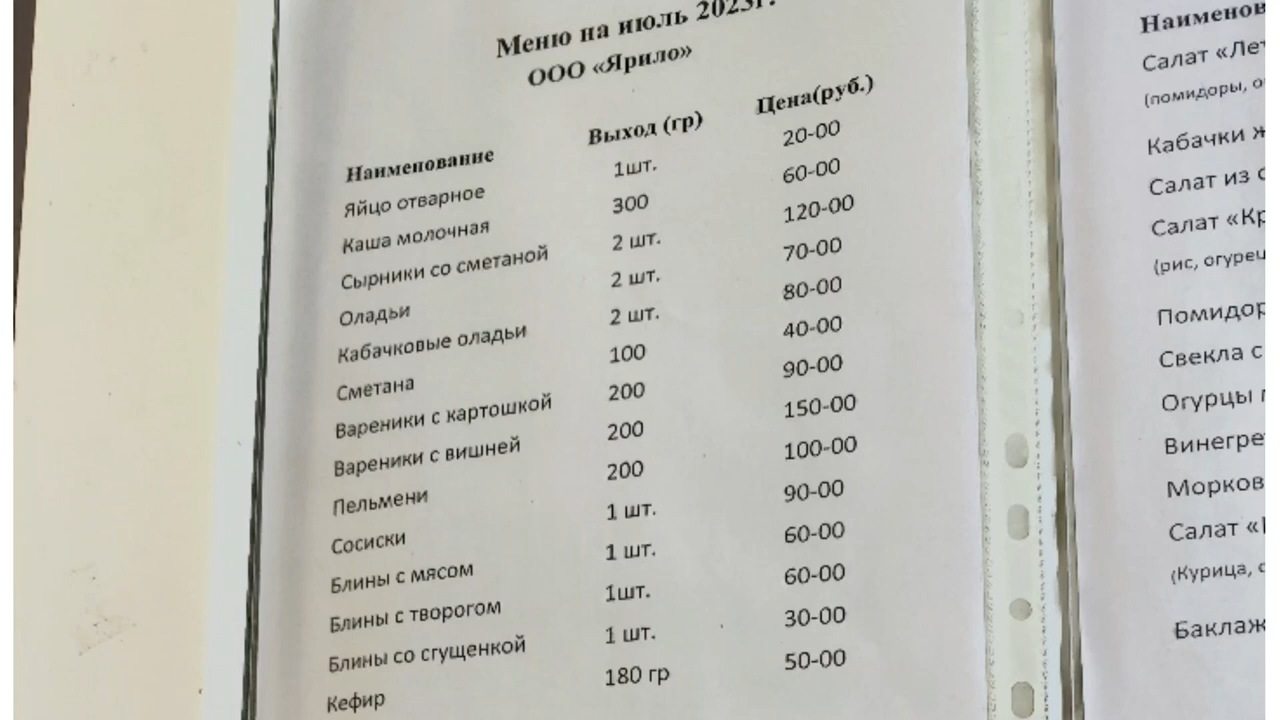 Меню на июль 2023г.
ООО «Ярило»
Наименование Выход (гр) Цена(руб.)
Яйцо отварное 1шт. 20-00
Каша молочная 300 60-00
Сырники со сметаной 2 шт. 120-00
Оладьи 2 шт. 70-00
Кабачковые оладьи 2 шт. 80-00
Сметана 100 40-00
Вареники с картошкой 200 90-00
Вареники с вишней 200 150-00
Пельмени 200 100-00
Сосиски 1 шт. 90-00
Блины с мясом 1 шт. 60-00
Блины с творогом 1шт. 60-00
Блины со сгущенкой 1 шт. 30-00
Кефир 180 гр 50-00
Наименов
Салат «Лет
(помидоры, о
Кабачки ж
Салат из с
Салат «Кр
(рис, огурец
Помидор
Свекла с
Огурцы
Винегре
Морков
Салат «
(Курица,
Баклаж